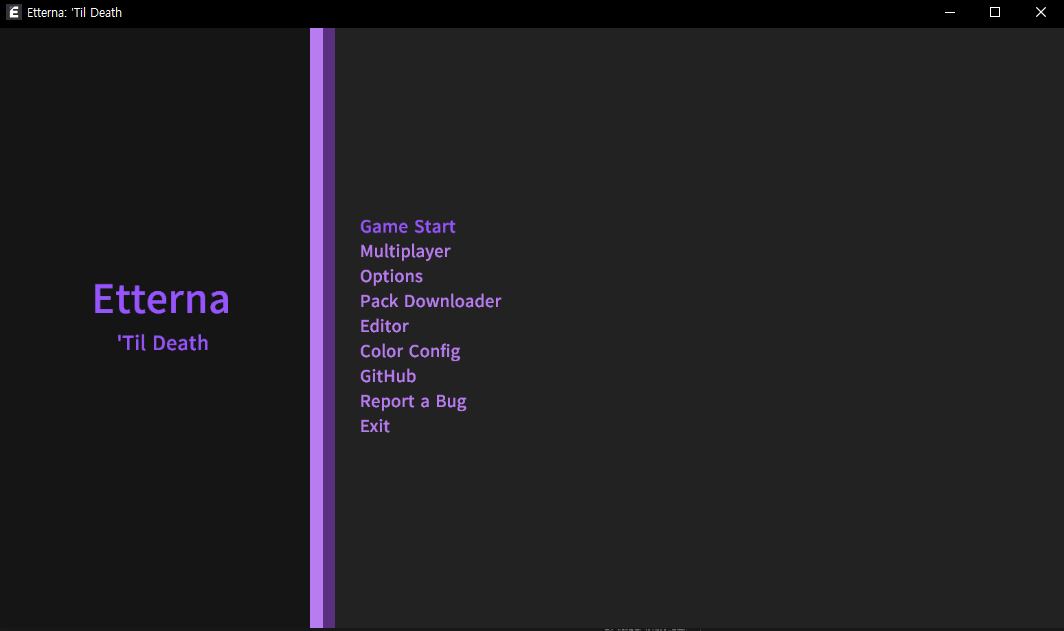 Etterna: 'Til Death
Etterna
'Til Death
Game Start
Multiplayer
Options
Pack Downloader
Editor
Color Config
GitHub
Report a Bug
Exit